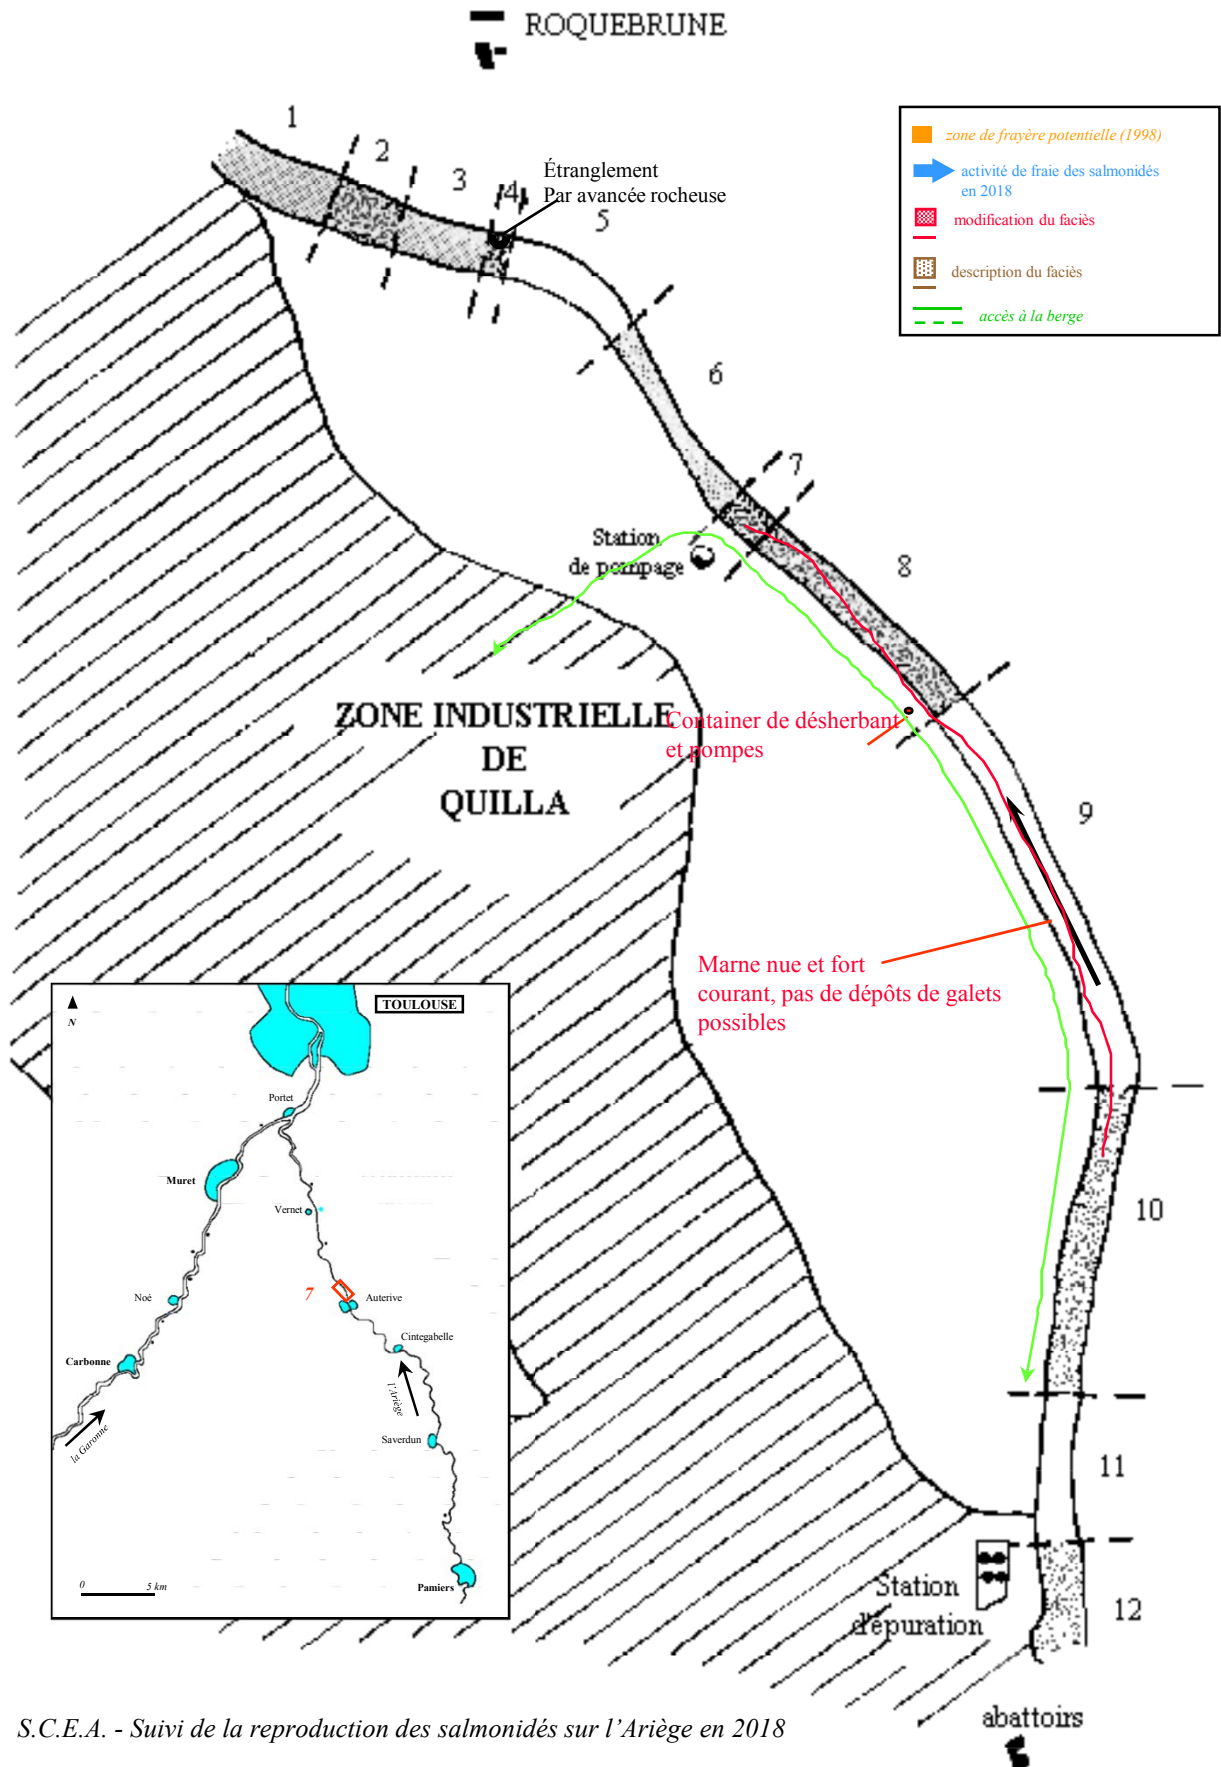 ROQUEBRUNE
1
2
3
4
5
Étranglement
Par avancée rocheuse
zone de frayère potentielle (1998)
activité de fraie des salmonidés
en 2018
modification du faciès
description du faciès
accès à la berge
6
7
Station
de pompage
8
ZONE INDUSTRIELLE
DE
QUILLA
Container de désherbant
et pompes
9
Marne nue et fort
courant, pas de dépôts de galets
possibles
10
11
12
Station
d'épuration
abattoirs
N
TOULOUSE
Portet
Muret
Vernet
Noé
7
Auterive
Cintegabelle
Carbonne
l'Ariège
la Garonne
Saverdun
Pamiers
0 5 km
S.C.E.A. - Suivi de la reproduction des salmonidés sur l'Ariège en 2018